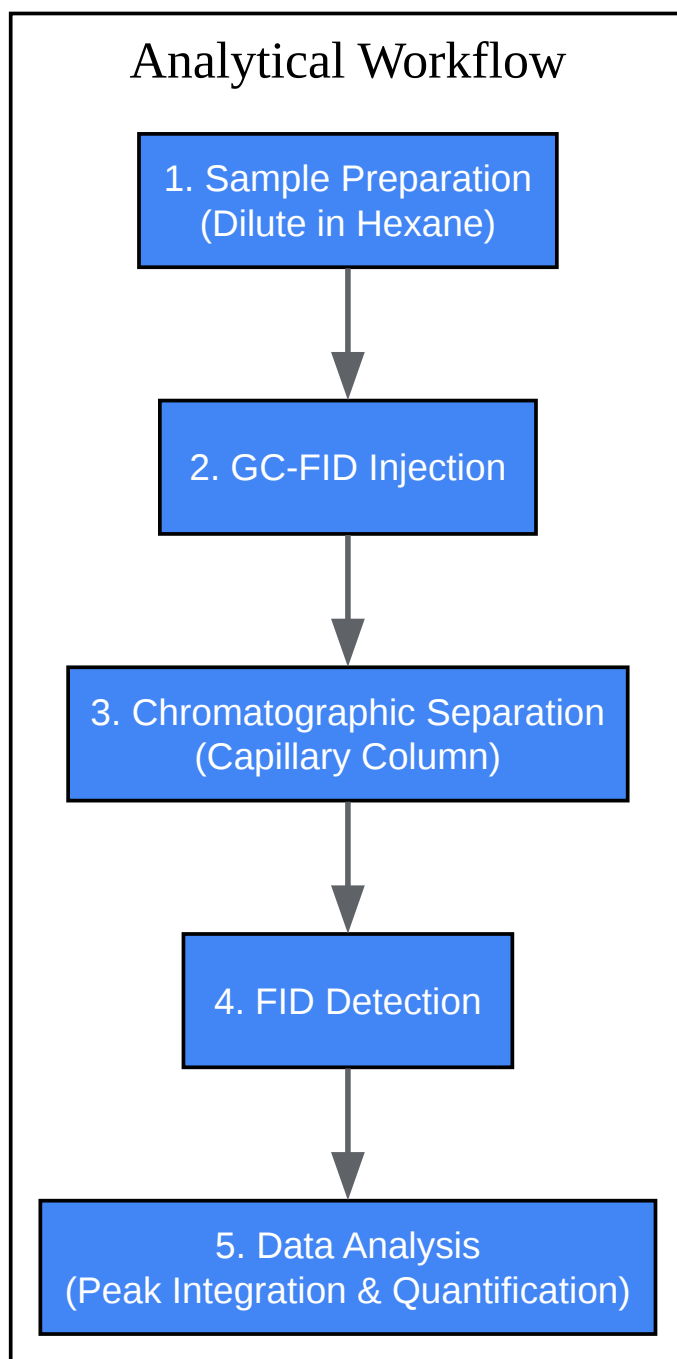 Analytical Workflow
1. Sample Preparation
(Dilute in Hexane)
2. GC-FID Injection
3. Chromatographic Separation
(Capillary Column)
4. FID Detection
5. Data Analysis
(Peak Integration & Quantification)